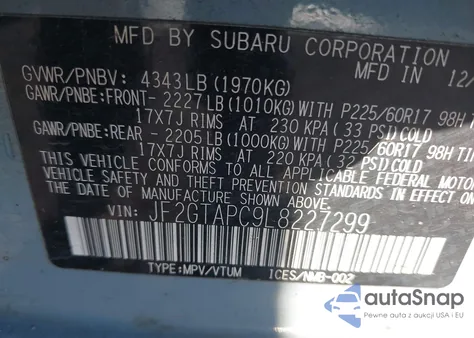 MFD BY SUBARU CORPORATION
MFD IN 12/
GVWR/PNBV: 4343LB (1970KG)
GAWR/PNBE:FRONT- 2227LB(1010KG)WITH P225/60R17 98H T
17X7J RIMS AT 230 KPA (33 PSI) COLD
GAWR/PNBE:REAR - 2205LB(1000KG)WITH P225/60R17 98H TI
17X7J RIMS AT 220 KPA (32 PSI) COLD
THIS VEHICLE CONFORMS TO ALL APPLICABLE FEDERAL MOTOR
VEHICLE SAFETY AND THEFT PREVENTION STANDARDS IN EFFECT ON
THE DATE OF MANUFACTURE SHOWN ABOVE.
VIN: JF2GTAPC9L8227299
TYPE:MPV/VTUM ICES/NMB-002
autoSnap
Pewne auta z aukcji z USA i EU